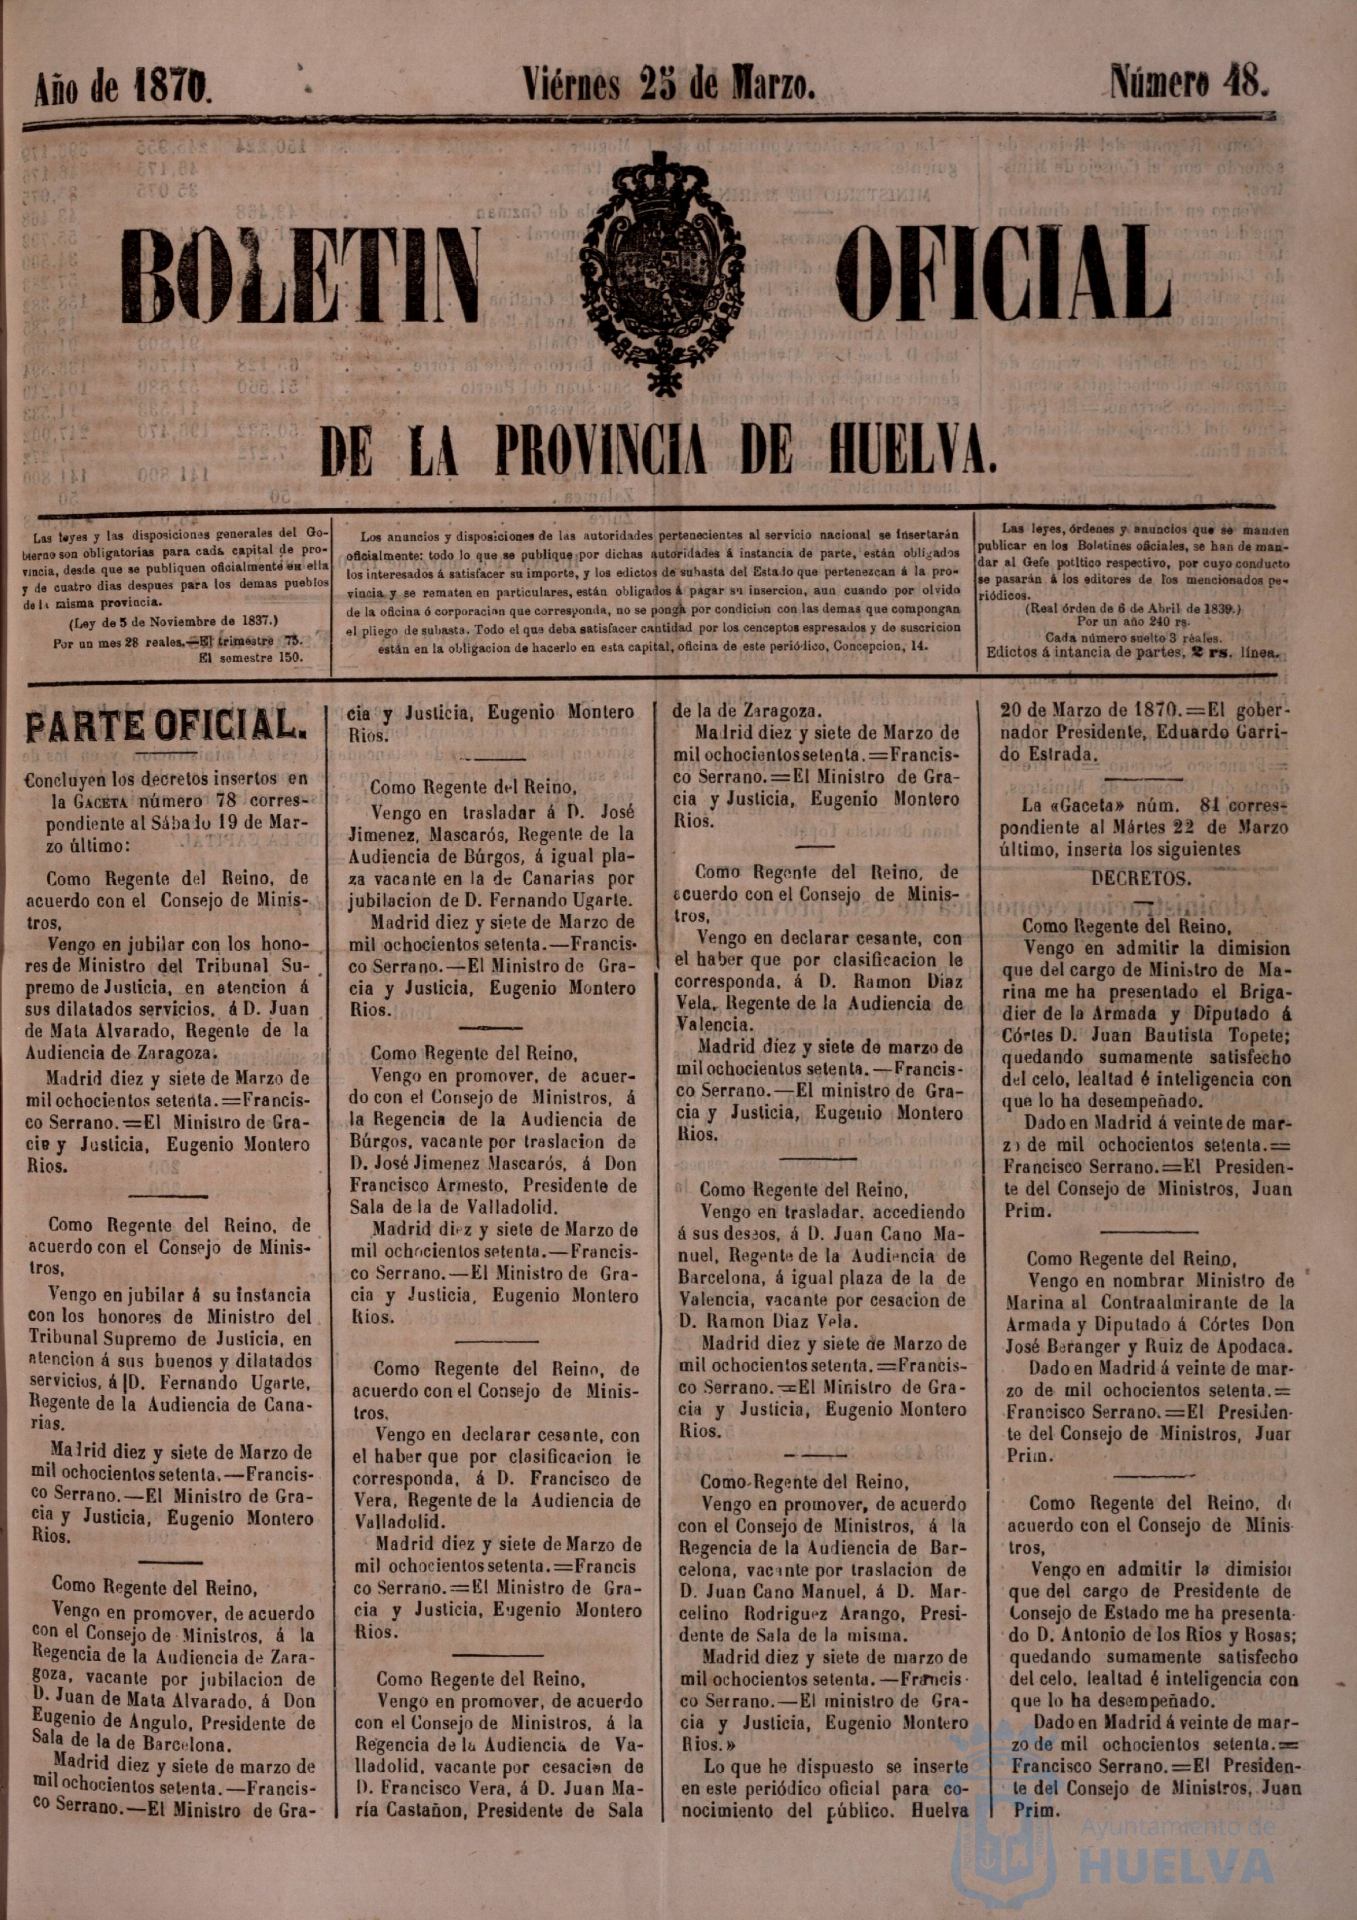 Año de 1870.
Viérnes 25 de Marzo.
Número 48.
BOLETIN OFICIAL
DE LA PROVINCIA DE HUELVA.
Las leyes y las disposiciones generales del Go-
bierno son obligatorias para cada capital de pro-
vincia, desde que se publiquen oficialmente en ella
y de cuatro dias despues para los demas pueblos
de la misma provincia.
(Ley de 5 de Noviembre de 1837.)
Por un mes 28 reales.—El trimestre 75.
El semestre 150.
Los anuncios y disposiciones de las autoridades pertenecientes al servicio nacional se insertarán
oficialmente: todo lo que se publique por dichas autoridades á instancia de parte, están obligados
los interesados á satisfacer su importe, y los edictos de subasta del Estado que pertenezcan á la pro-
vincia y se rematen en particulares, están obligados á pagar su insercion, aun cuando por olvido
de la oficina ó corporacion que corresponda, no se ponga por condicion con las demas que compongan
el pliego de subasta. Todo el que deba satisfacer cantidad por los cenceptos espresados y de suscricion
están en la obligacion de hacerlo en esta capital, oficina de este periódico, Concepcion, 14.
Las leyes, órdenes y anuncios que se manden
publicar en los Boletines oficiales, se han de man-
dar al Gefe político respectivo, por cuyo conducto
se pasarán á los editores de los mencionados pe-
riódicos.
(Real órden de 6 de Abril de 1839.)
Por un año 240 rs.
Cada número suelto 3 réales.
Edictos á intancia de partes, 2 rs. línea.
PARTE OFICIAL.
Concluyen los decretos insertos en
la GACETA número 78 corres-
pondiente al Sábado 19 de Mar-
zo último:
Como Regente del Reino, de
acuerdo con el Consejo de Minis-
tros,
Vengo en jubilar con los hono-
res de Ministro del Tribunal Su-
premo de Justicia, en atencion á
sus dilatados servicios, á D. Juan
de Mata Alvarado, Regente de la
Audiencia de Zaragoza.
Madrid diez y siete de Marzo de
mil ochocientos setenta.=Francis-
co Serrano.=El Ministro de Gra-
cia y Justicia, Eugenio Montero
Rios.
Como Regente del Reino, de
acuerdo con el Consejo de Minis-
tros,
Vengo en jubilar á su instancia
con los honores de Ministro del
Tribunal Supremo de Justicia, en
atencion á sus buenos y dilatados
servicios, á D. Fernando Ugarte,
Regente de la Audiencia de Cana-
rias.
Madrid diez y siete de Marzo de
mil ochocientos setenta.—Francis-
co Serrano.—El Ministro de Gra-
cia y Justicia, Eugenio Montero
Rios.
Como Regente del Reino,
Vengo en promover, de acuerdo
con el Consejo de Ministros, á la
Regencia de la Audiencia de Zara-
goza, vacante por jubilacion de
D. Juan de Mata Alvarado, á Don
Eugenio de Angulo, Presidente de
Sala de la de Barcelona.
Madrid diez y siete de marzo de
mil ochocientos setenta.—Francis-
co Serrano.—El Ministro de Gra-
cia y Justicia, Eugenio Montero
Rios.
Como Regente del Reino,
Vengo en trasladar á D. José
Jimenez, Mascarós, Regente de la
Audiencia de Búrgos, á igual pla-
za vacante en la de Canarias por
jubilacion de D. Fernando Ugarte.
Madrid diez y siete de Marzo de
mil ochocientos setenta.—Francis-
co Serrano.—El Ministro de Gra-
cia y Justicia, Eugenio Montero
Rios.
Como Regente del Reino,
Vengo en promover, de acuer-
do con el Consejo de Ministros, á
la Regencia de la Audiencia de
Búrgos, vacante por traslacion de
D. José Jimenez Mascarós, á Don
Francisco Armesto, Presidente de
Sala de la de Valladolid.
Madrid diez y siete de Marzo de
mil ochocientos setenta.—Francis-
co Serrano.—El Ministro de Gra-
cia y Justicia, Eugenio Montero
Rios.
Como Regente del Reino, de
acuerdo con el Consejo de Minis-
tros,
Vengo en declarar cesante, con
el haber que por clasificacion le
corresponda, á D. Francisco de
Vera, Regente de la Audiencia de
Valladolid.
Madrid diez y siete de Marzo de
mil ochocientos setenta.=Francis
co Serrano.=El Ministro de Gra-
cia y Justicia, Eugenio Montero
Rios.
Como Regente del Reino,
Vengo en promover, de acuerdo
con el Consejo de Ministros, á la
Regencia de la Audiencia de Va-
lladolid, vacante por cesacion de
D. Francisco Vera, á D. Juan Ma-
ría Castañon, Presidente de Sala
de la de Zaragoza.
Madrid diez y siete de Marzo de
mil ochocientos setenta.=Francis-
co Serrano.=El Ministro de Gra-
cia y Justicia, Eugenio Montero
Rios.
Como Regente del Reino, de
acuerdo con el Consejo de Minis-
tros,
Vengo en declarar cesante, con
el haber que por clasificacion le
corresponda, á D. Ramon Diaz
Vela, Regente de la Audiencia de
Valencia.
Madrid diez y siete de marzo de
mil ochocientos setenta.—Francis-
co Serrano.—El ministro de Gra-
cia y Justicia, Eugenio Montero
Rios.
Como Regente del Reino,
Vengo en trasladar, accediendo
á sus deseos, á D. Juan Cano Ma-
nuel, Regente de la Audiencia de
Barcelona, á igual plaza de la de
Valencia, vacante por cesacion de
D. Ramon Diaz Vela.
Madrid diez y siete de Marzo de
mil ochocientos setenta.=Francis-
co Serrano.=El Ministro de Gra-
cia y Justicia, Eugenio Montero
Rios.
Como Regente del Reino,
Vengo en promover, de acuerdo
con el Consejo de Ministros, á la
Regencia de la Audiencia de Bar-
celona, vacante por traslacion de
D. Juan Cano Manuel, á D. Mar-
celino Rodriguez Arango, Presi-
dente de Sala de la misma.
Madrid diez y siete de marzo de
mil ochocientos setenta.—Francis-
co Serrano.—El ministro de Gra-
cia y Justicia, Eugenio Montero
Rios.»
Lo que he dispuesto se inserte
en este periódico oficial para co-
nocimiento del público. Huelva
20 de Marzo de 1870.=El gober-
nador Presidente, Eduardo Garri-
do Estrada.
La «Gaceta» núm. 81 corres-
pondiente al Mártes 22 de Marzo
último, inserta los siguientes
DECRETOS.
Como Regente del Reino,
Vengo en admitir la dimision
que del cargo de Ministro de Ma-
rina me ha presentado el Briga-
dier de la Armada y Diputado á
Córtes D. Juan Bautista Topete;
quedando sumamente satisfecho
del celo, lealtad é inteligencia con
que lo ha desempeñado.
Dado en Madrid á veinte de mar-
zo de mil ochocientos setenta.=
Francisco Serrano.=El Presiden-
te del Consejo de Ministros, Juan
Prim.
Como Regente del Reino,
Vengo en nombrar Ministro de
Marina al Contraalmirante de la
Armada y Diputado á Córtes Don
José Beranger y Ruiz de Apodaca.
Dado en Madrid á veinte de mar-
zo de mil ochocientos setenta.=
Francisco Serrano.=El Presiden-
te del Consejo de Ministros, Juan
Prim.
Como Regente del Reino, de
acuerdo con el Consejo de Minis-
tros,
Vengo en admitir la dimision
que del cargo de Presidente de
Consejo de Estado me ha presenta-
do D. Antonio de los Rios y Rosas;
quedando sumamente satisfecho
del celo, lealtad é inteligencia con
que lo ha desempeñado.
Dado en Madrid á veinte de mar-
zo de mil ochocientos setenta.=
Francisco Serrano.=El Presiden-
te del Consejo de Ministros, Juan
Prim.
Ayuntamiento de
HUELVA